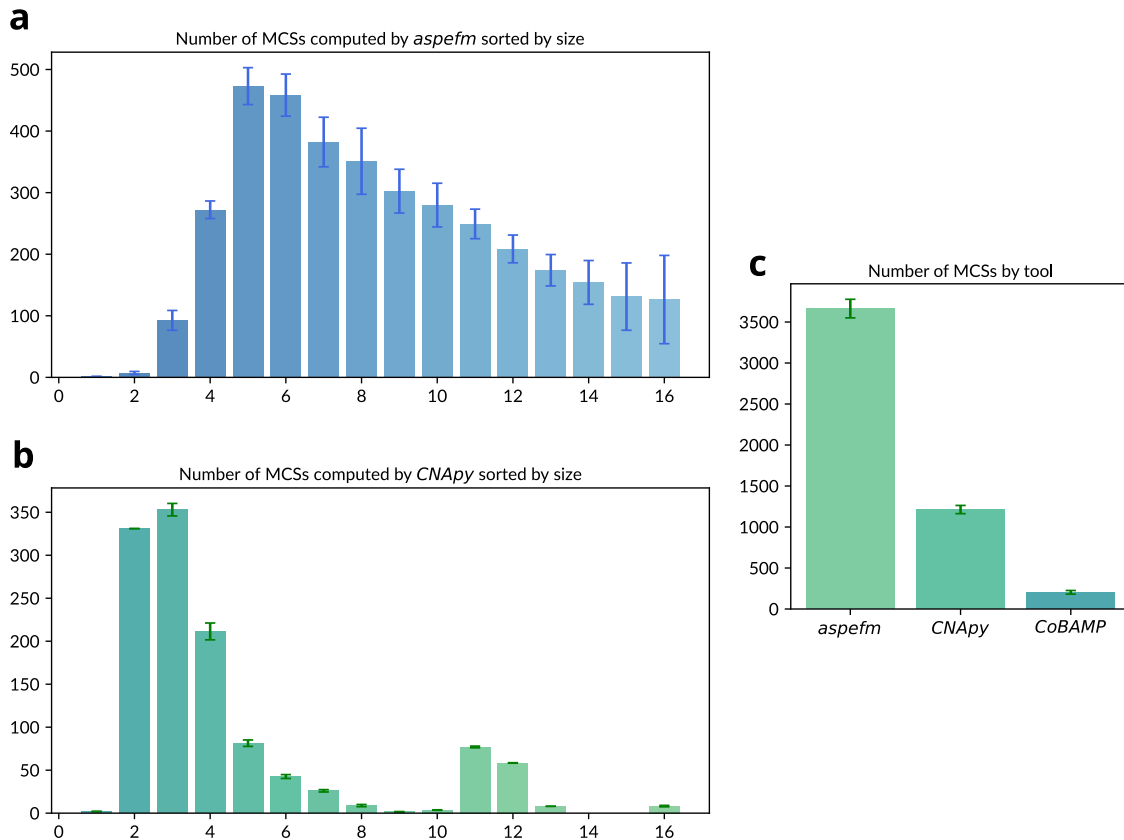 a
Number of MCSs computed by aspefm sorted by size
500
400
300
200
100
0
0 2 4 6 8 10 12 14 16
b
Number of MCSs computed by CNApy sorted by size
350
300
250
200
150
100
50
0
0 2 4 6 8 10 12 14 16
c
Number of MCSs by tool
3500
3000
2500
2000
1500
1000
500
0
aspefm CNApy CoBAMP